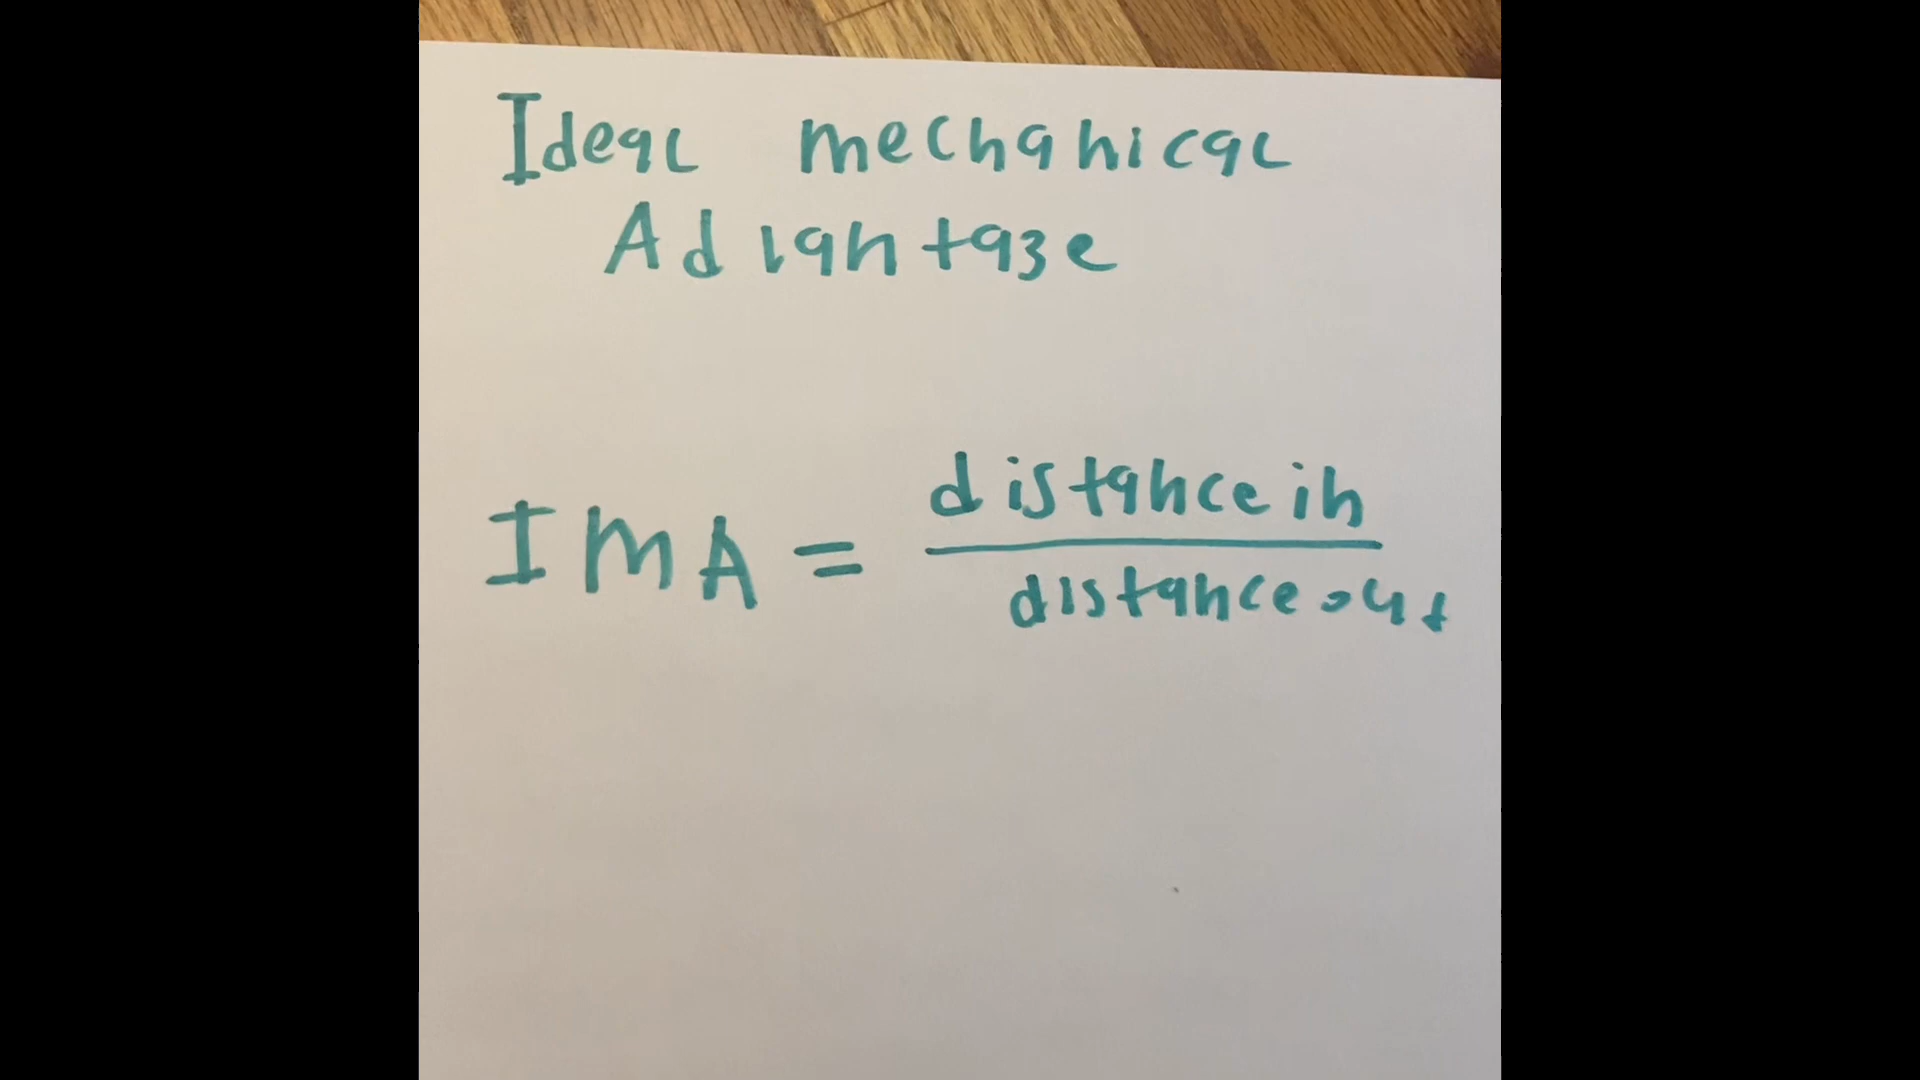 Ideal mechanical
Advantage
distance in
IMA =
distance out